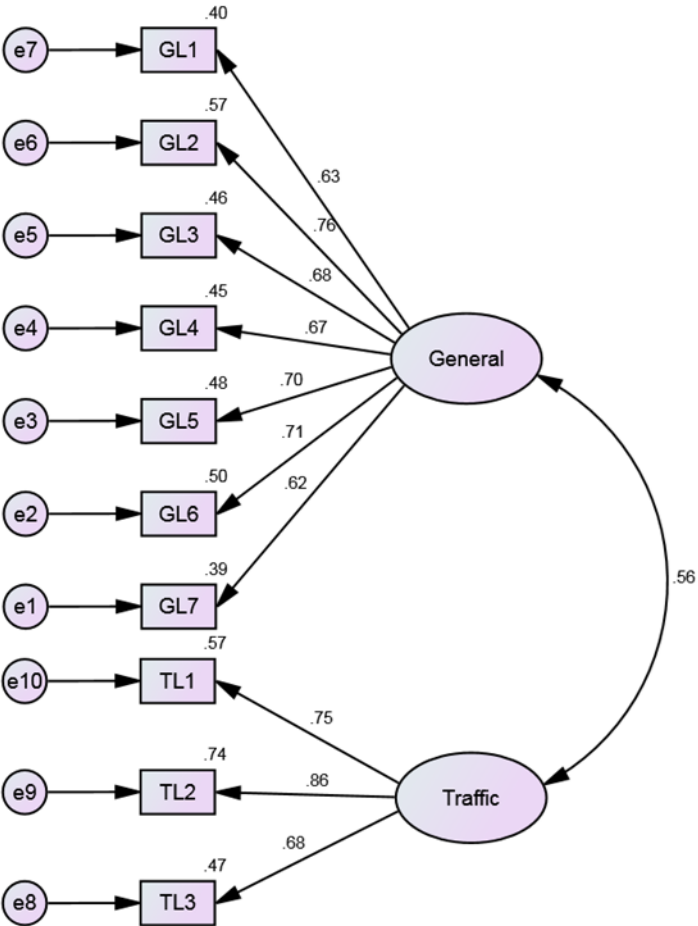 .40
e7 GL1
.57
e6 GL2
.63
.46
.76
e5 GL3
.68
.45
e4 GL4
.67
General
.48
.70
e3 GL5
.71
.50
.62
e2 GL6
.56
.39
e1 GL7
.57
e10 TL1
.75
.74
.86
e9 TL2
Traffic
.68
.47
e8 TL3